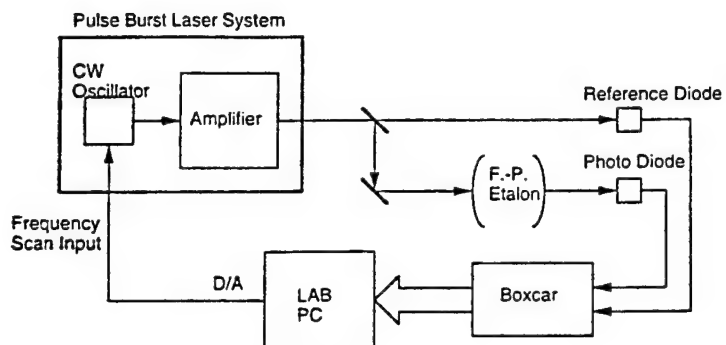 Pulse Burst Laser System
CW
Oscillator
Amplifier
Reference Diode
Photo Diode
F.-P.
Etalon
Frequency
Scan Input
D/A
LAB
PC
Boxcar